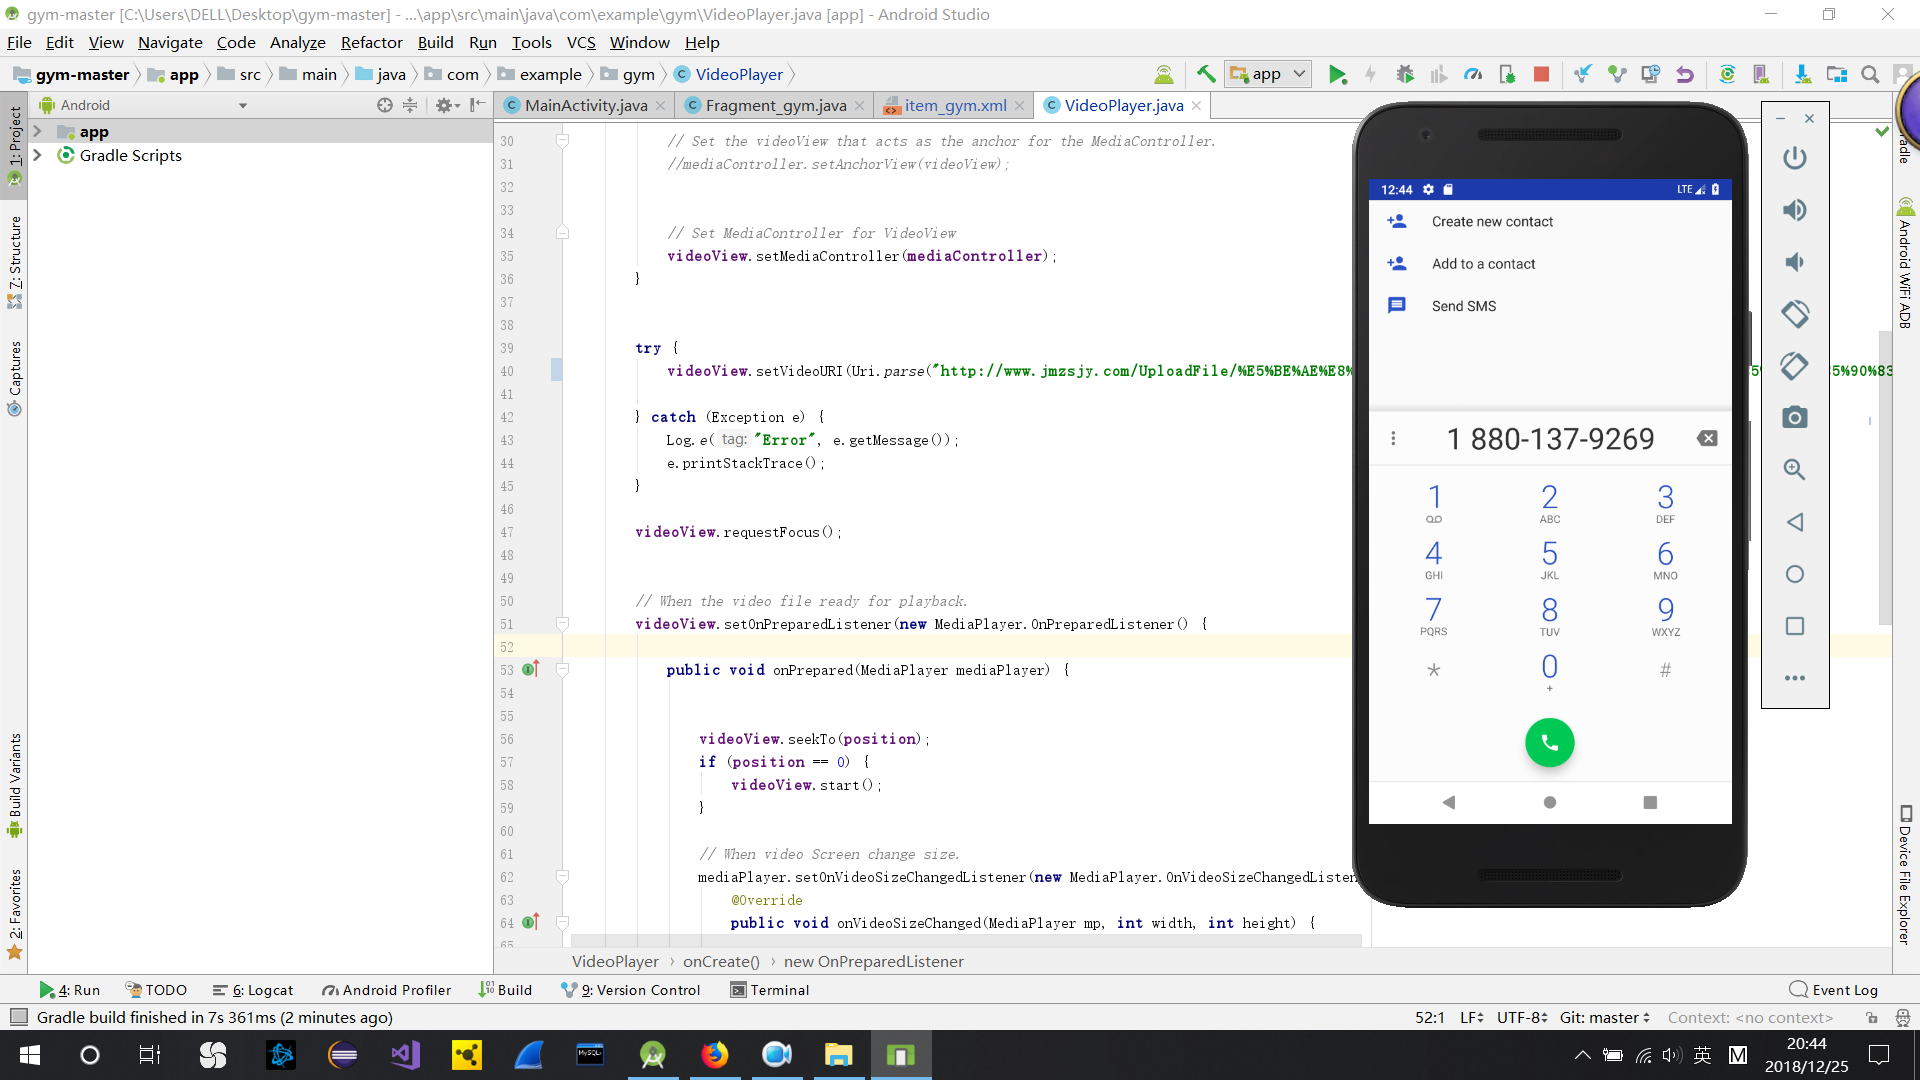 gym-master [C:\Users\DELL\Desktop\gym-master] - ...\app\src\main\java\com\example\gym\VideoPlayer.java [app] - Android Studio
File Edit View Navigate Code Analyze Refactor Build Run Tools VCS Window Help
gym-master app src main java com example gym VideoPlayer
app
Android
MainActivity.java Fragment_gym.java item_gym.xml VideoPlayer.java
app
Gradle Scripts
1: Project
7: Structure
Captures
Build Variants
2: Favorites
30 // Set the videoView that acts as the anchor for the MediaController.
31 //mediaController.setAnchorView(videoView);
32
33
34 // Set MediaController for VideoView
35 videoView.setMediaController(mediaController);
36 }
37
38
39 try {
40 videoView.setVideoURI(Uri.parse("http://www.jmzsjy.com/UploadFile/%E5%BE%AE%E8%
41
42 } catch (Exception e) {
43 Log.e( tag: "Error", e.getMessage());
44 e.printStackTrace();
45 }
46
47 videoView.requestFocus();
48
49
50 // When the video file ready for playback.
51 videoView.setOnPreparedListener(new MediaPlayer.OnPreparedListener() {
52
53 public void onPrepared(MediaPlayer mediaPlayer) {
54
55
56 videoView.seekTo(position);
57 if (position == 0) {
58 videoView.start();
59 }
60
61 // When video Screen change size.
62 mediaPlayer.setOnVideoSizeChangedListener(new MediaPlayer.OnVideoSizeChangedListen
63 @Override
64 public void onVideoSizeChanged(MediaPlayer mp, int width, int height) {
65
VideoPlayer onCreate() new OnPreparedListener
12:44 LTE
Create new contact
Add to a contact
Send SMS
1 880-137-9269
1 2 3
ABC DEF
4 5 6
GHI JKL MNO
7 8 9
PQRS TUV WXYZ
* 0 #
+
Android WiFi ADB
Device File Explorer
4: Run TODO 6: Logcat Android Profiler Build 9: Version Control Terminal Event Log
Gradle build finished in 7s 361ms (2 minutes ago) 52:1 LF UTF-8 Git: master Context: <no context>
英 M 20:44
2018/12/25